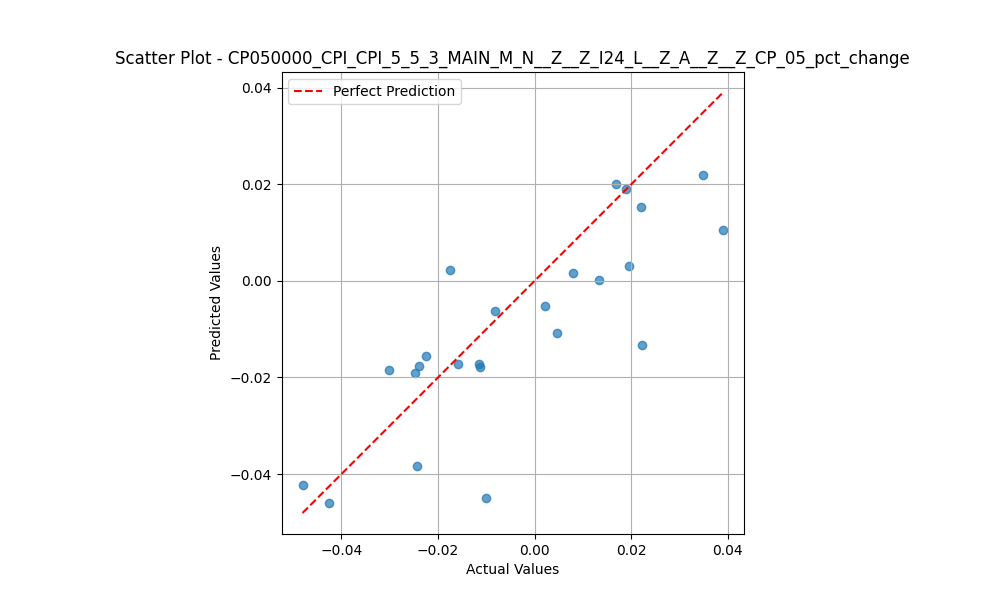 Scatter Plot - CP050000_CPI_CPI_5_5_3_MAIN_M_N__Z__Z_I24_L__Z_A__Z__Z_CP_05_pct_change
Perfect Prediction
0.04
0.02
0.00
−0.02
−0.04
Predicted Values
−0.04
−0.02
0.00
0.02
0.04
Actual Values